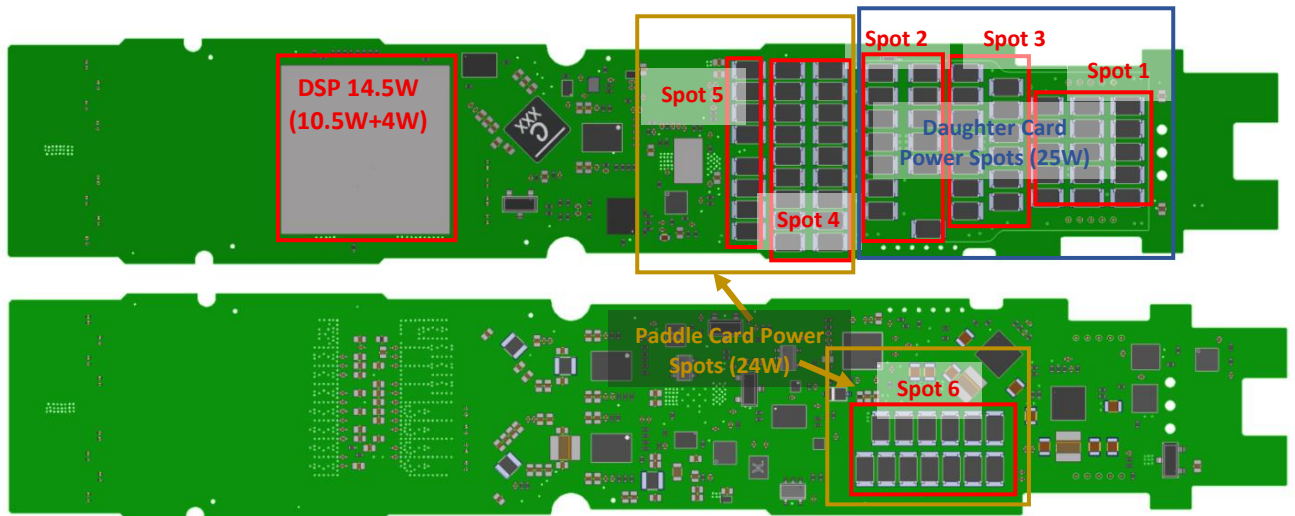 Spot 2
Spot 3
Spot 1
DSP 14.5W
(10.5W+4W)
Spot 5
Daughter Card
Power Spots (25W)
C
XXX
Spot 4
Paddle Card Power
Spots (24W)
Spot 6